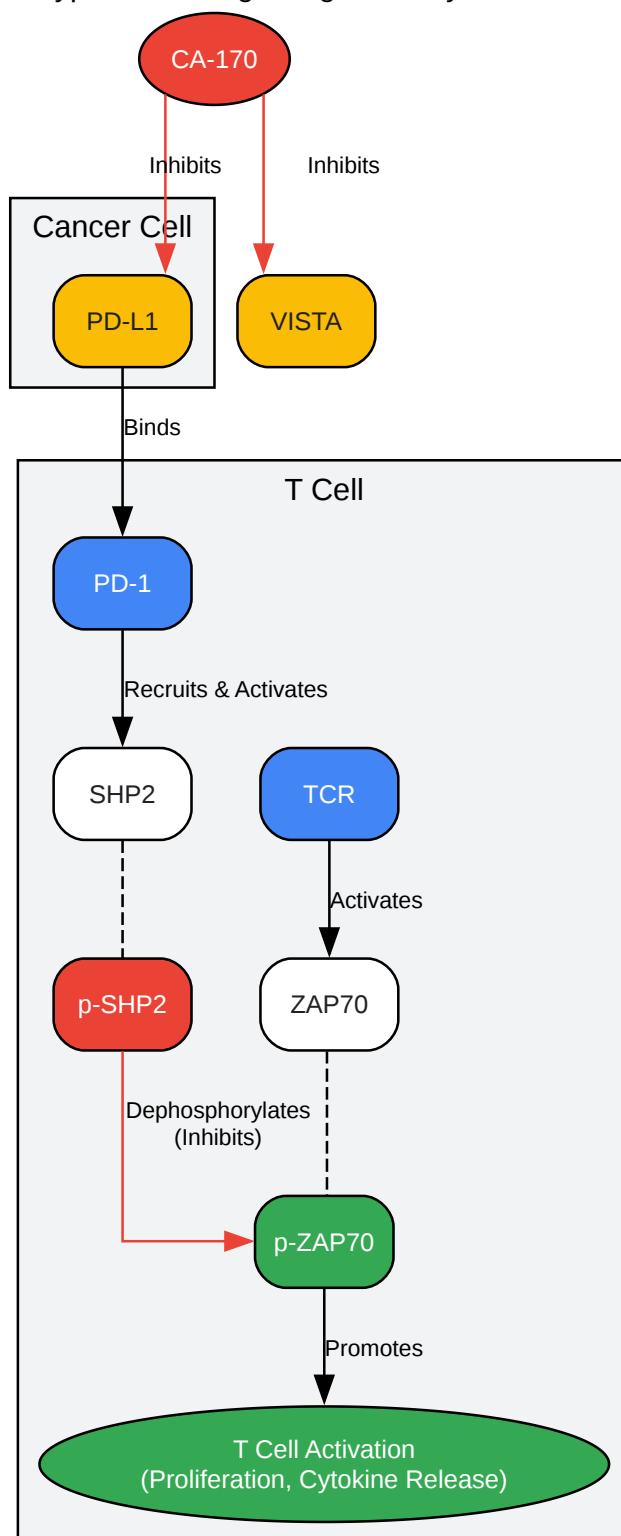 CA-170
Inhibits
Inhibits
Cancer Cell
PD-L1
VISTA
Binds
T Cell
PD-1
Recruits & Activates
SHP2
TCR
Activates
p-SHP2
ZAP70
Dephosphorylates
(Inhibits)
p-ZAP70
Promotes
T Cell Activation
(Proliferation, Cytokine Release)